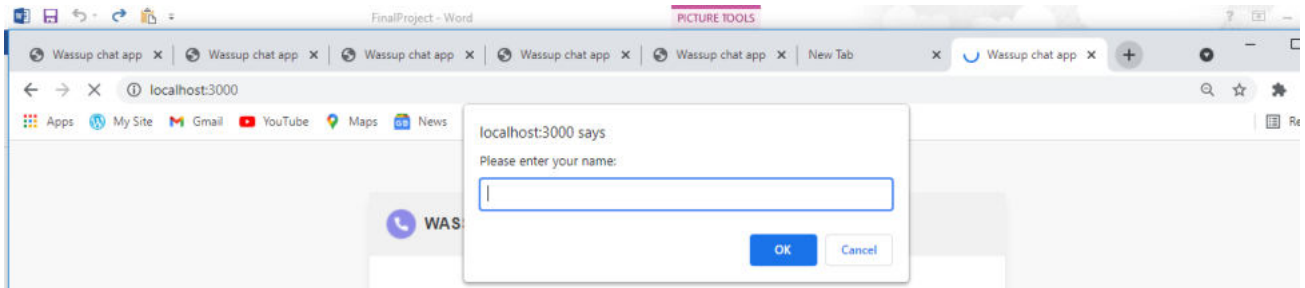 FinalProject - Word PICTURE TOOLS ?
Wassup chat app Wassup chat app Wassup chat app Wassup chat app Wassup chat app New Tab Wassup chat app
localhost:3000
Apps My Site Gmail YouTube Maps News Re
localhost:3000 says
Please enter your name:
WASS
OK Cancel